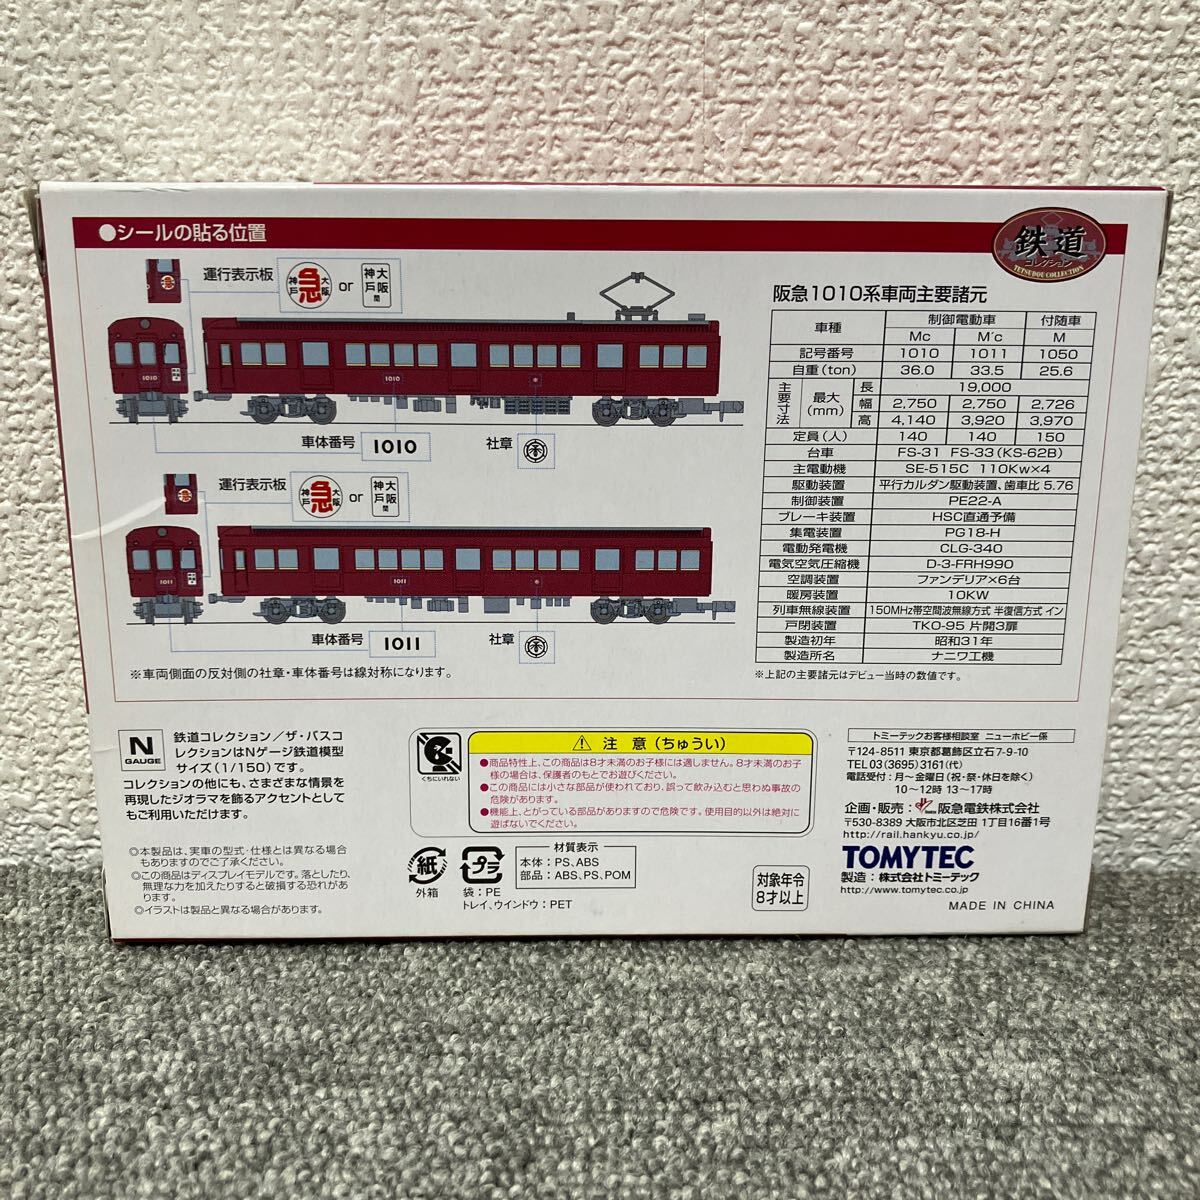 ●シールの貼る位置
鉄道
コレクション
TETSUDOU COLLECTION
運行表示板
神戸 急 大阪 or 神戸 大阪 間
1010
1010
車体番号 1010
社章
運行表示板
神戸 急 大阪 or 神戸 大阪 間
1011
1011
車体番号 1011
社章
※車両側面の反対側の社章・車体番号は線対称になります。
阪急1010系車両主要諸元
車種 制御電動車 付随車
Mc M'c M
記号番号 1010 1011 1050
自重(ton) 36.0 33.5 25.6
主要寸法 最大(mm) 長 19,000
幅 2,750 2,750 2,726
高 4,140 3,920 3,970
定員(人) 140 140 150
台車 FS-31 FS-33(KS-62B)
主電動機 SE-515C 110Kw×4
駆動装置 平行カルダン駆動装置、歯車比 5.76
制御装置 PE22-A
ブレーキ装置 HSC直通予備
集電装置 PG18-H
電動発電機 CLG-340
電気空気圧縮機 D-3-FRH990
空調装置 ファンデリア×6台
暖房装置 10KW
列車無線装置 150MHz帯空間波無線方式 半復信方式 イン
戸閉装置 TKO-95 片開3扉
製造初年 昭和31年
製造所名 ナニワ工機
※上記の主要諸元はデビュー当時の数値です。
N
GAUGE
鉄道コレクション/ザ・バスコ
レクションはNゲージ鉄道模型
サイズ(1/150)です。
コレクションの他にも、さまざまな情景を
再現したジオラマを飾るアクセントとして
もご利用いただけます。
◎本製品は、実車の型式・仕様とは異なる場合
もありますのでご了承ください。
◎この商品はディスプレイモデルです。落としたり、
無理な力を加えたりすると破損する恐れがあ
ります。
◎イラストは製品と異なる場合があります。
くちにいれない
⚠ 注 意 (ちゅうい)
●商品特性上、この商品は8才未満のお子様には適しません。8才未満のお子
様の場合は、保護者のもとでお遊びください。
●この商品には小さな部品が使われており、誤って飲み込むと思わぬ事故の
危険があります。
●機能上、とがっている部品もありますので危険です。使用目的以外は絶対に
遊ばないでください。
紙
外箱
プラ
袋:PE
トレイ、ウインドウ:PET
材質表示
本体:PS、ABS
部品:ABS、PS、POM
対象年令
8才以上
トミーテックお客様相談室 ニューホビー係
〒124-8511 東京都葛飾区立石7-9-10
TEL 03(3695)3161(代)
電話受付:月〜金曜日(祝・祭・休日を除く)
10〜12時 13〜17時
企画・販売: 阪急電鉄株式会社
〒530-8389 大阪市北区芝田 1丁目16番1号
http://rail.hankyu.co.jp/
TOMYTEC
製造:株式会社トミーテック
http://www.tomytec.co.jp
MADE IN CHINA